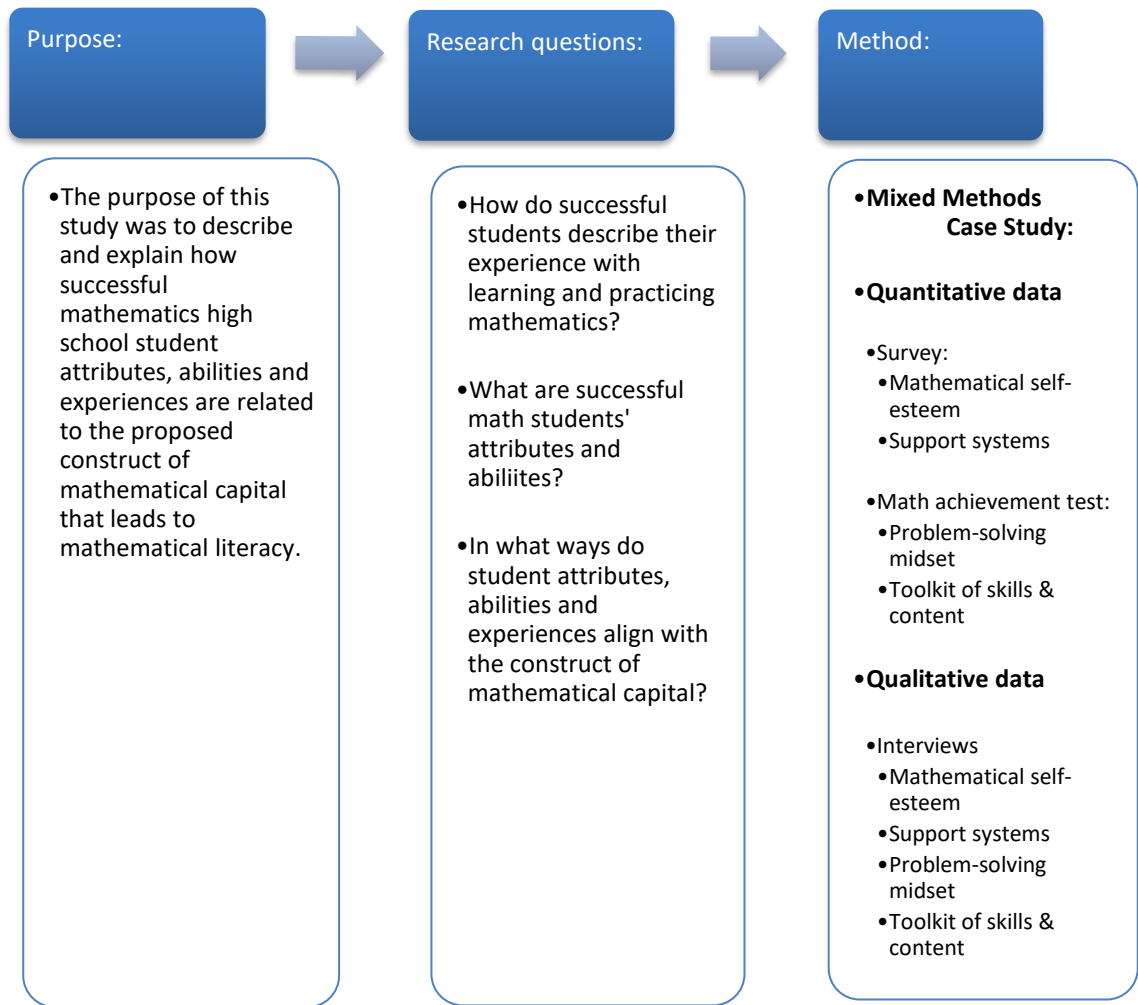 Purpose:
Research questions:
Method:
•The purpose of this
study was to describe
and explain how
successful
mathematics high
school student
attributes, abilities and
experiences are related
to the proposed
construct of
mathematical capital
that leads to
mathematical literacy.
•How do successful
students describe their
experience with
learning and practicing
mathematics?
•What are successful
math students'
attributes and
abiliites?
•In what ways do
student attributes,
abilities and
experiences align with
the construct of
mathematical capital?
•Mixed Methods
Case Study:
•Quantitative data
•Survey:
•Mathematical self-
esteem
•Support systems
•Math achievement test:
•Problem-solving
midset
•Toolkit of skills &
content
•Qualitative data
•Interviews
•Mathematical self-
esteem
•Support systems
•Problem-solving
midset
•Toolkit of skills &
content